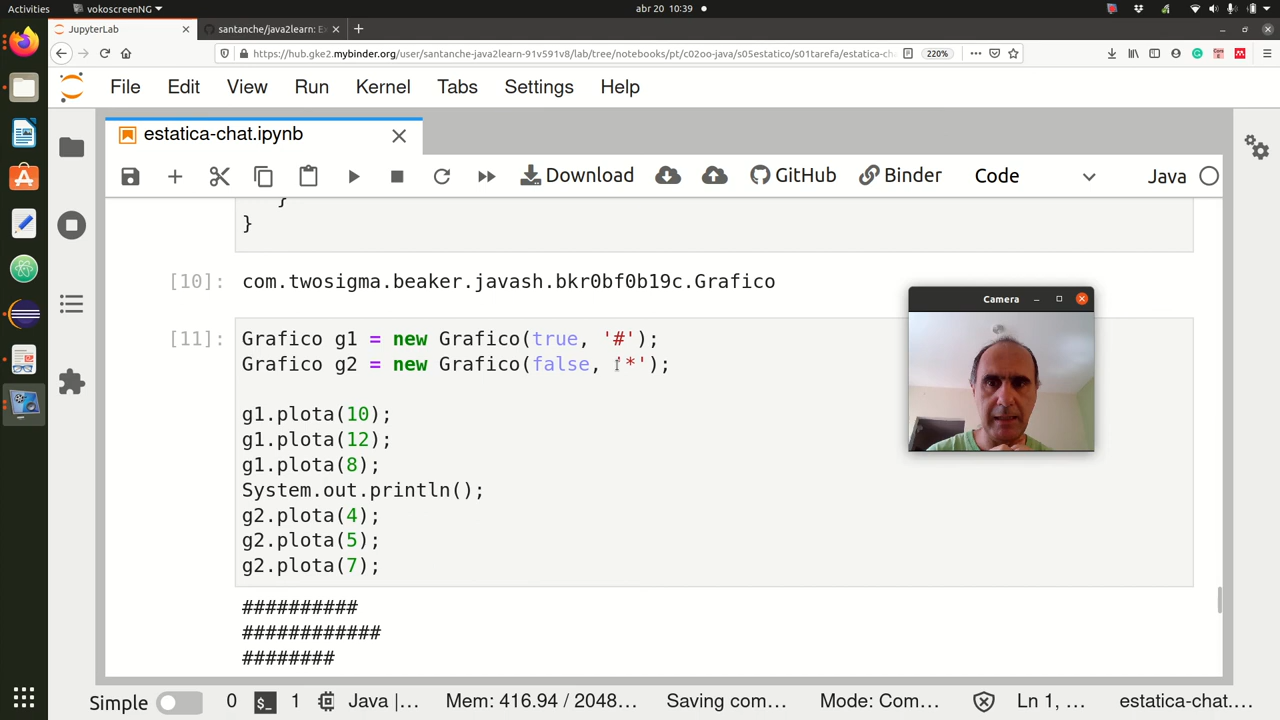 Activities vokoscreenNG abr 20 10:39
JupyterLab santanche/java2learn: Ex
https://hub.gke2.mybinder.org/user/santanche-java2learn-91v591v8/lab/tree/notebooks/pt/c02oo-java/s05estatico/s01tarefa/estatica-cha 220%
File Edit View Run Kernel Tabs Settings Help
estatica-chat.ipynb
Download GitHub Binder Code Java
}
}
[10]: com.twosigma.beaker.javash.bkr0bf0b19c.Grafico
Camera
[11]: Grafico g1 = new Grafico(true, '#');
Grafico g2 = new Grafico(false, '*');
g1.plota(10);
g1.plota(12);
g1.plota(8);
System.out.println();
g2.plota(4);
g2.plota(5);
g2.plota(7);
##########
############
########
Simple 0 1 Java |… Mem: 416.94 / 2048… Saving com… Mode: Com… Ln 1, … estatica-chat.…